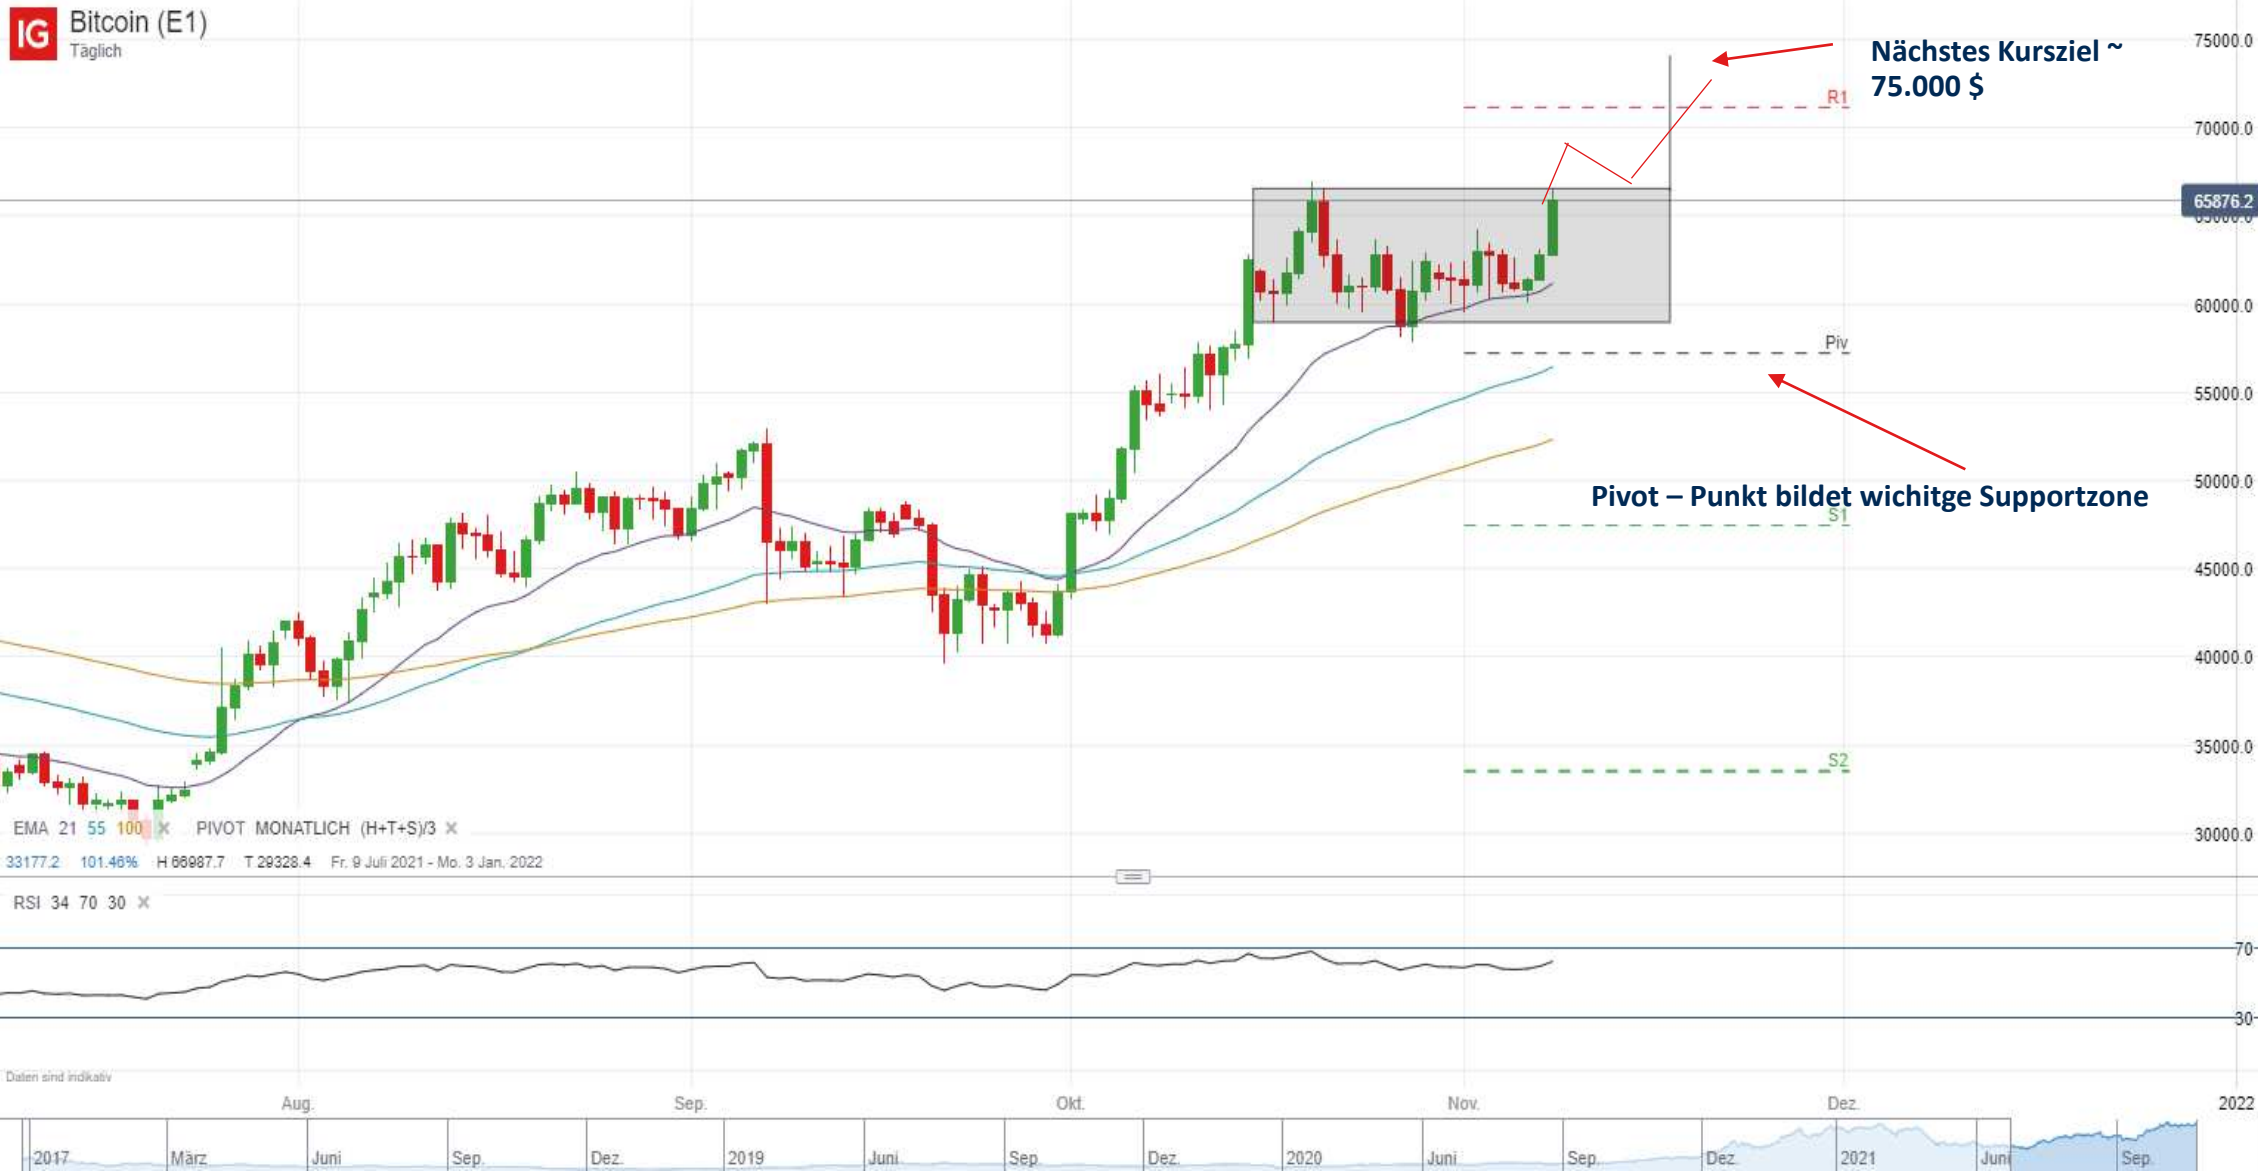 IG
Bitcoin (E1)
Täglich
Nächstes Kursziel ~
75.000 $
75000.0
R1
70000.0
65876.2
65000.0
60000.0
Piv
55000.0
50000.0
Pivot – Punkt bildet wichitge Supportzone
S1
45000.0
40000.0
35000.0
S2
EMA 21 55 100 × PIVOT MONATLICH (H+T+S)/3 ×
30000.0
33177.2 101.46% H 66987.7 T 29328.4 Fr. 9 Juli 2021 - Mo. 3 Jan. 2022
RSI 34 70 30 ×
70
30
Daten sind indikativ
Aug. Sep. Okt. Nov. Dez. 2022
2017 März Juni Sep. Dez. 2019 Juni Sep. Dez. 2020 Juni Sep. Dez. 2021 Juni Sep.